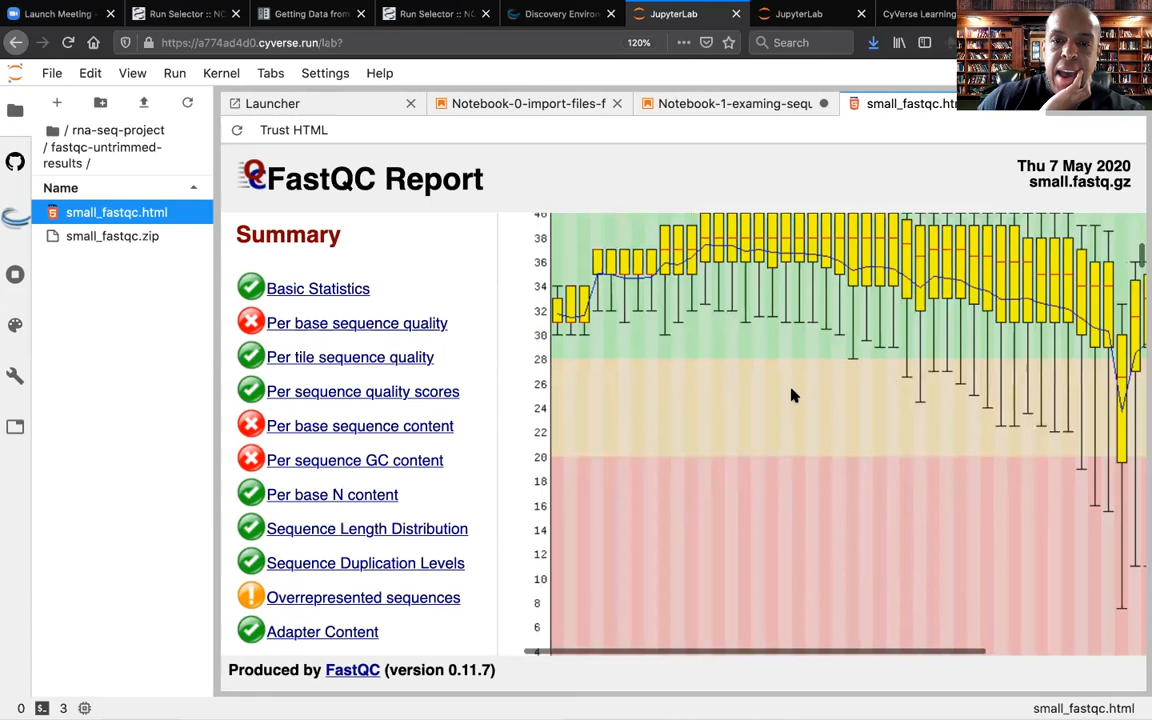 Launch Meeting -
Run Selector :: NC
Getting Data from
Run Selector :: NC
Discovery Environ
JupyterLab
JupyterLab
CyVerse Learning
https://a774ad4d0.cyverse.run/lab?
120%
Search
File Edit View Run Kernel Tabs Settings Help
Launcher
Notebook-0-import-files-f
Notebook-1-examing-sequ
small_fastqc.htm
/ rna-seq-project
/ fastqc-untrimmed-
results /
Name
small_fastqc.html
small_fastqc.zip
Trust HTML
FastQC Report
Thu 7 May 2020
small.fastq.gz
Summary
Basic Statistics
Per base sequence quality
Per tile sequence quality
Per sequence quality scores
Per base sequence content
Per sequence GC content
Per base N content
Sequence Length Distribution
Sequence Duplication Levels
Overrepresented sequences
Adapter Content
38
36
34
32
30
28
26
24
22
20
18
16
14
12
10
8
6
4
Produced by FastQC (version 0.11.7)
0
3
small_fastqc.html